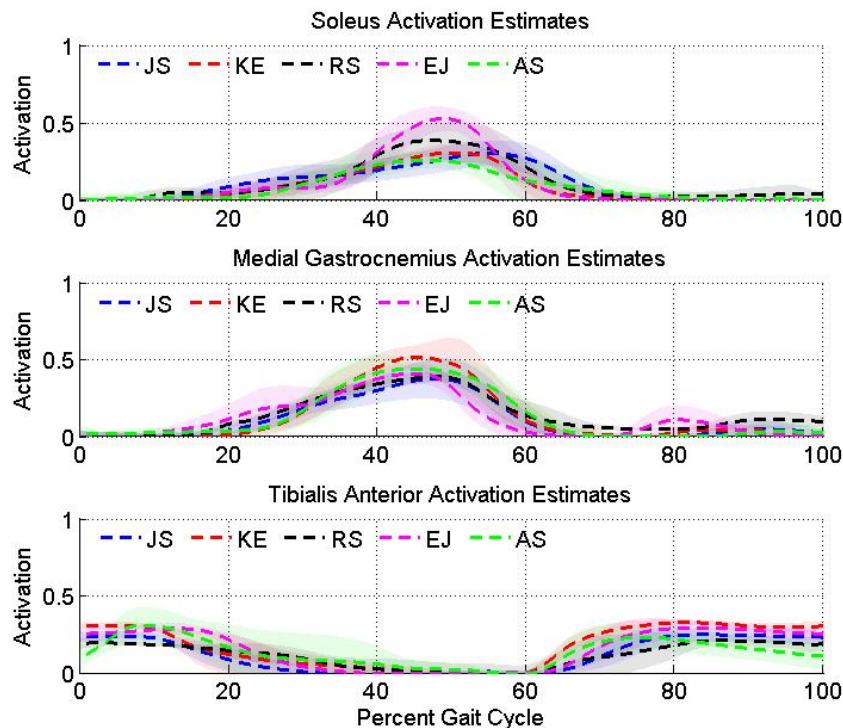 Soleus Activation Estimates
1
JS KE RS EJ AS
Activation
0.5
0
0 20 40 60 80 100
Medial Gastrocnemius Activation Estimates
1
JS KE RS EJ AS
Activation
0.5
0
0 20 40 60 80 100
Tibialis Anterior Activation Estimates
1
JS KE RS EJ AS
Activation
0.5
0
0 20 40 60 80 100
Percent Gait Cycle